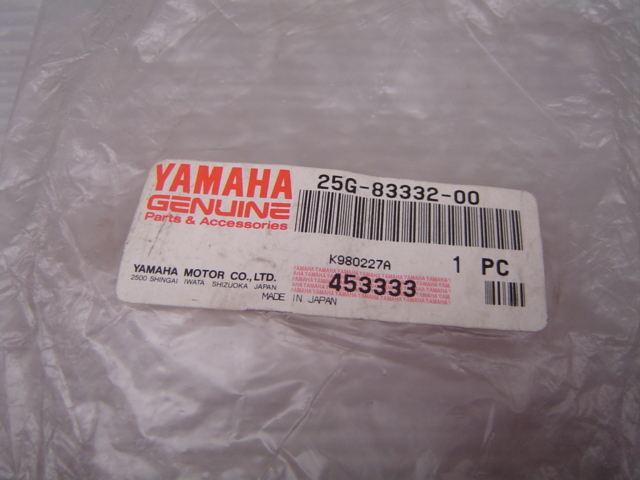 YAMAHA
GENUINE
Parts & Accessories
25G-83332-00
K980227A
1 PC
YAMAHA MOTOR CO., LTD.
2500 SHINGAI IWATA SHIZUOKA JAPAN
453333
MADE IN JAPAN